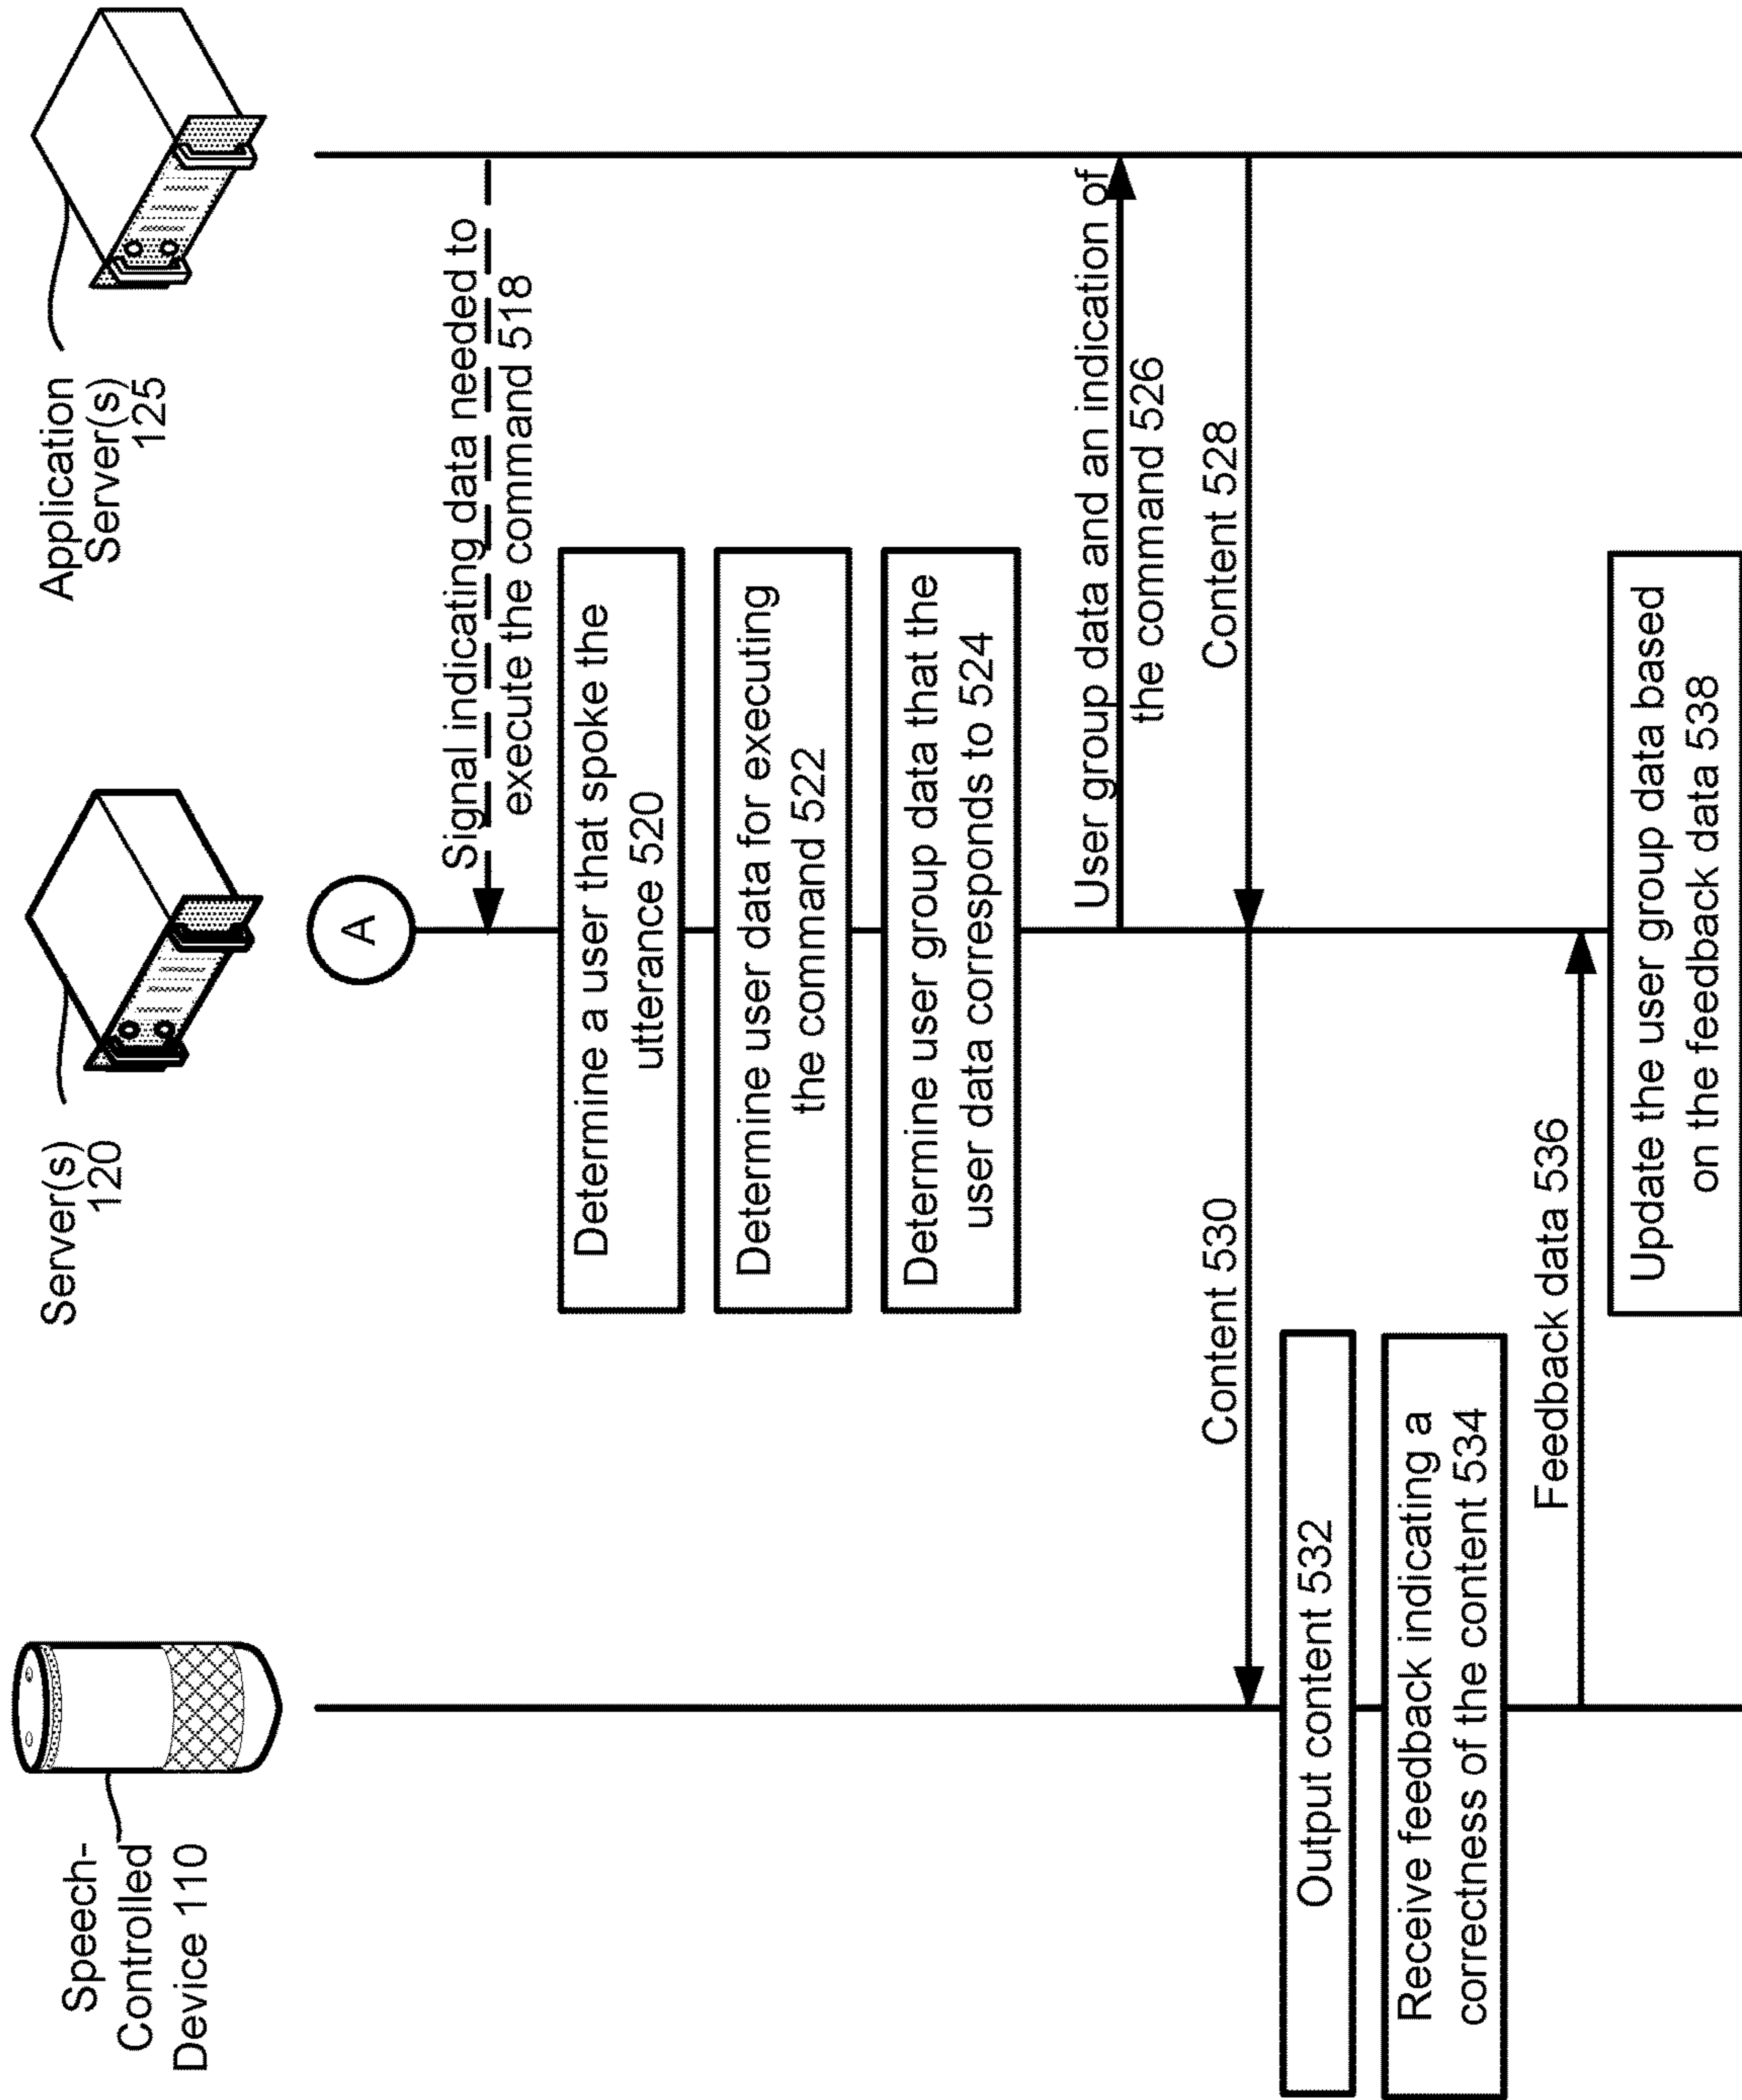 Speech-
Controlled
Device 110
Server(s)
120
Application
Server(s)
125
A
Signal indicating data needed to
execute the command 518
Determine a user that spoke the
utterance 520
Determine user data for executing
the command 522
Determine user group data that the
user data corresponds to 524
User group data and an indication of
the command 526
Content 528
Content 530
Output content 532
Receive feedback indicating a
correctness of the content 534
Feedback data 536
Update the user group data based
on the feedback data 538